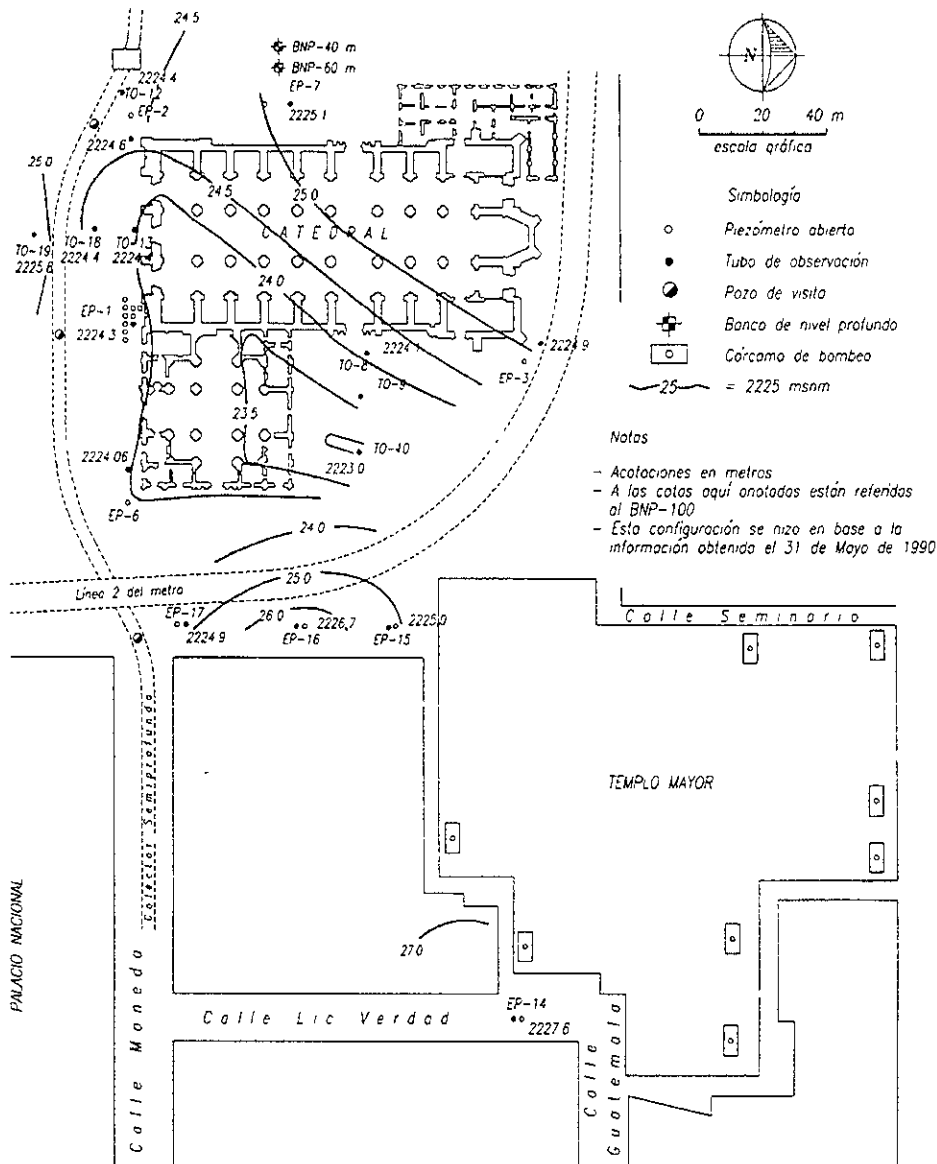 24.5
BNP-40 m
BNP-60 m
2224 4
TO-12
EP-2
EP-7
2225 1
2224 6
25 0
24.5
25.0
CATEDRAL
TO-19
2225 8
TO-18
2224 4
TO-13
24.0
EP-1
2224.3
TO-8
TO-9
2224.9
EP-3
23.5
TO-40
2223 0
2224 06
EP-6
24.0
Línea 2 del metro
25.0
EP-17
2224 9
26.0
EP-16
2226.7
EP-15
2225.0
N
0 20 40 m
escala gráfica
Simbología
Piezómetro abierto
Tubo de observación
Pozo de visita
Banco de nivel profundo
Cárcamo de bombeo
25 = 2225 msnm
Notas
- Acotaciones en metros
- A las cotas aquí anotadas están referidas
al BNP-100
- Esta configuración se hizo en base a la
información obtenida el 31 de Mayo de 1990
Calle Seminario
TEMPLO MAYOR
Colector Semiprofundo
PALACIO NACIONAL
Calle Moneda
27 0
Calle Lic Verdad
EP-14
2227 6
Calle
Guatemala